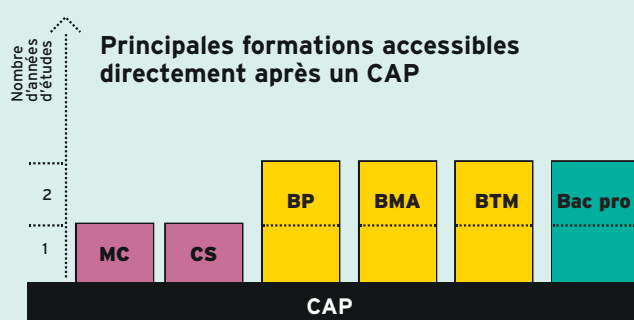 Nombre
d'années
d'études
Principales formations accessibles
directement après un CAP
2
1
MC
CS
BP
BMA
BTM
Bac pro
CAP